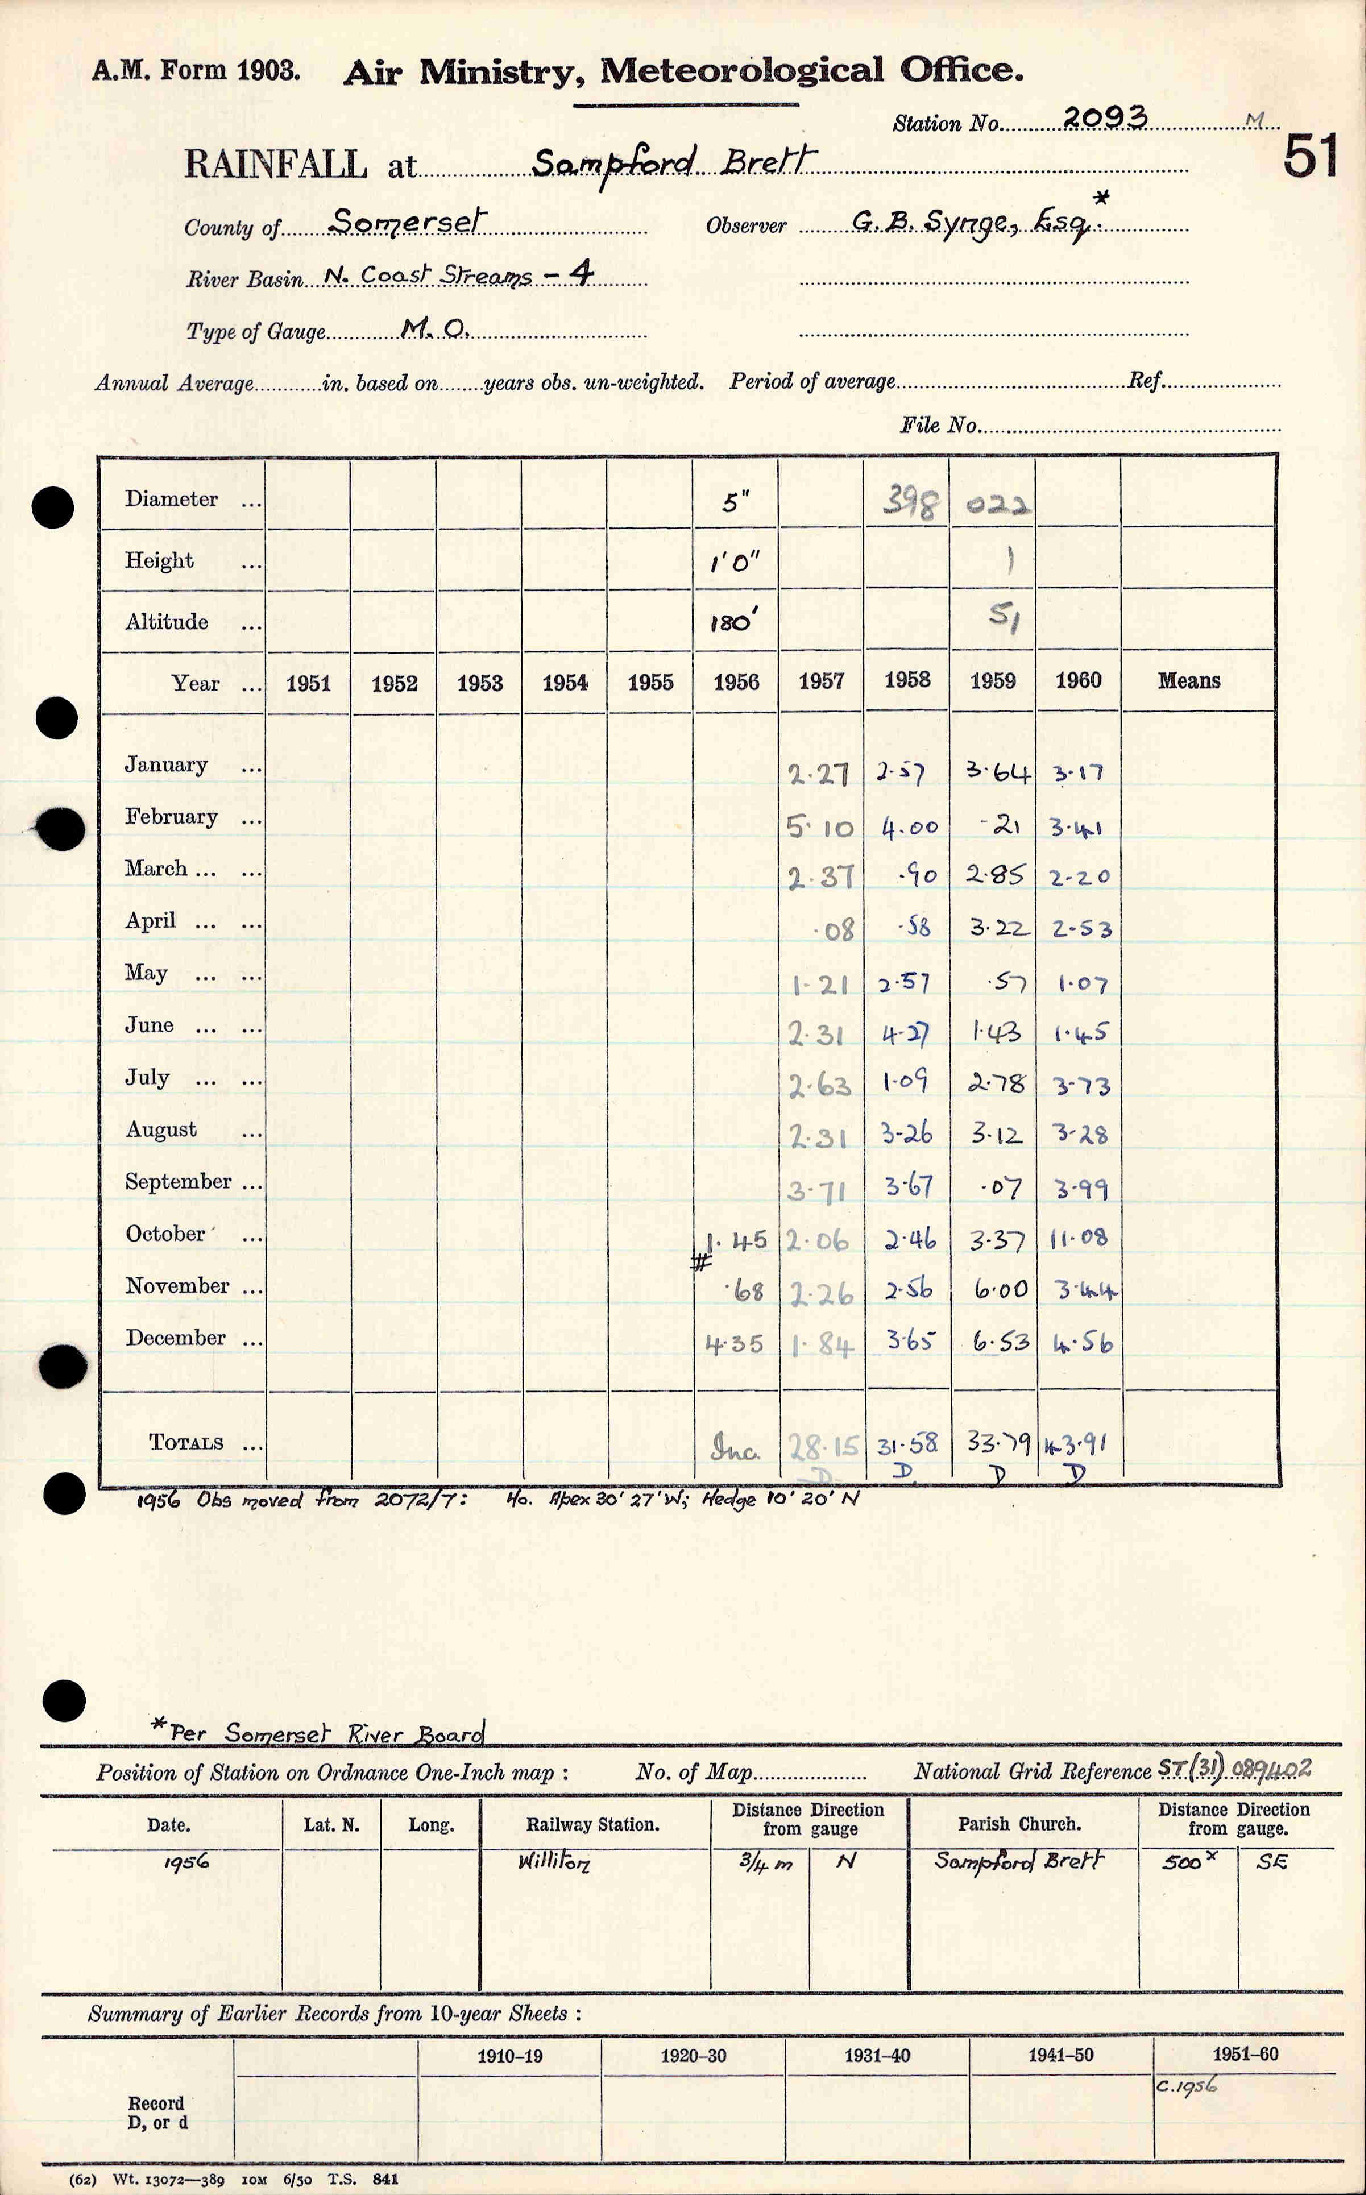 A.M. Form 1903. Air Ministry, Meteorological Office.
Station No. 2093 M
51
RAINFALL at Sampford Brett
County of Somerset Observer G. B. Synge, Esq.*
River Basin N. Coast Streams - 4
Type of Gauge M. O.
Annual Average in. based on years obs. un-weighted. Period of average Ref.
File No.
Diameter ... 5" 398 022
Height ... 1'0" 1
Altitude ... 180' 51
Year ... 1951 1952 1953 1954 1955 1956 1957 1958 1959 1960 Means
January ... 2.27 2.57 3.64 3.17
February ... 5.10 4.00 .21 3.41
March ... ... 2.37 .90 2.85 2.20
April ... ... .08 .58 3.22 2.53
May ... ... 1.21 2.57 .57 1.07
June ... ... 2.31 4.27 1.43 1.45
July ... ... 2.63 1.09 2.78 3.73
August ... 2.31 3.26 3.12 3.28
September ... 3.71 3.67 .07 3.99
October ... 1.45 2.06 2.46 3.37 11.08
#
November ... .68 2.26 2.56 6.00 3.44
December ... 4.35 1.84 3.65 6.53 4.56
TOTALS ... Inc. 28.15 31.58 33.79 43.91
D D D D
1956 Obs moved from 2072/7: Ho. Apex 30' 27' W; Hedge 10' 20' N
*Per Somerset River Board
Position of Station on Ordnance One-Inch map : No. of Map National Grid Reference ST(31) 089402
Date. Lat. N. Long. Railway Station. Distance Direction from gauge Parish Church. Distance Direction from gauge.
1956 Williton 3/4 m N Sampford Brett 500x SE
Summary of Earlier Records from 10-year Sheets :
1910–19 1920–30 1931–40 1941–50 1951–60
C.1956
Record
D, or d
(62) Wt. 13072—389 10M 6/50 T.S. 841